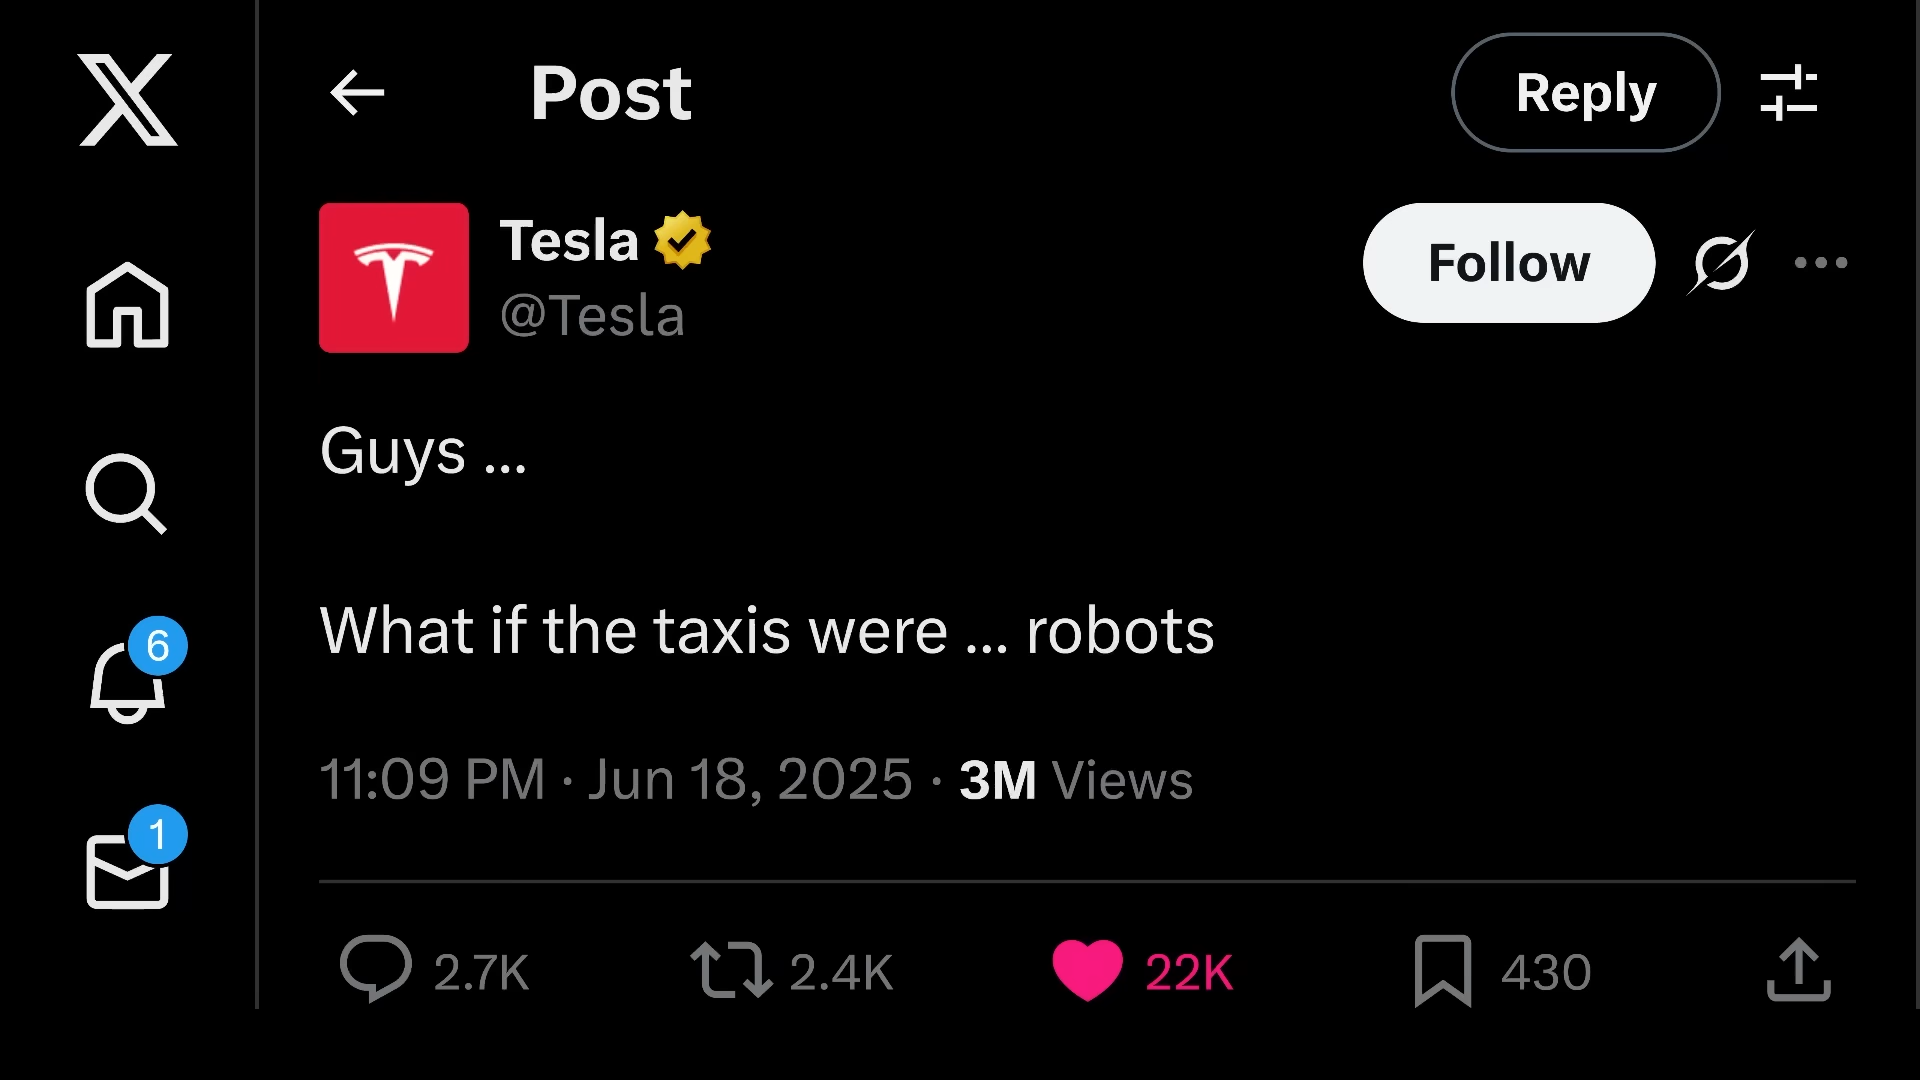 Post
Reply
Tesla
@Tesla
Follow
Guys ...
What if the taxis were ... robots
6
11:09 PM · Jun 18, 2025 · 3M Views
1
2.7K
2.4K
22K
430